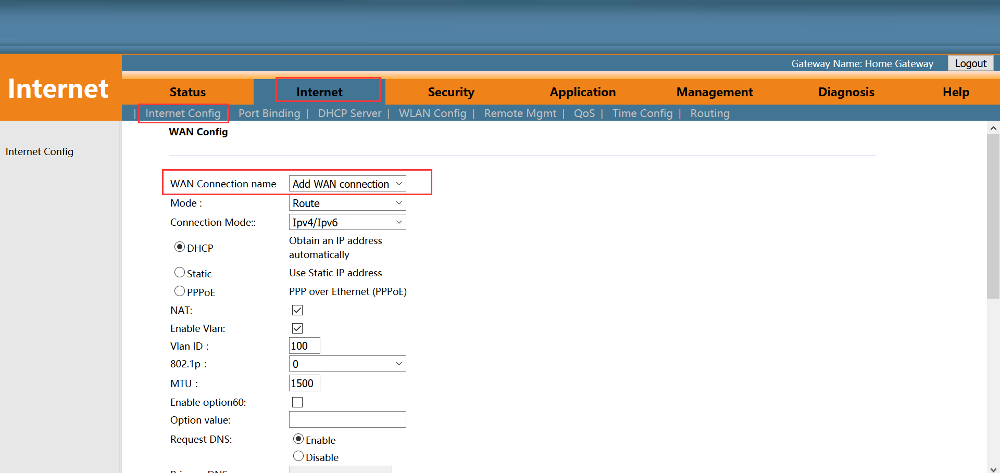 Gateway Name: Home Gateway Logout
Internet
Status Internet Security Application Management Diagnosis Help
| Internet Config Port Binding | DHCP Server | WLAN Config | Remote Mgmt | QoS | Time Config | Routing
WAN Config
Internet Config
WAN Connection name Add WAN connection
Mode : Route
Connection Mode:: Ipv4/Ipv6
DHCP Obtain an IP address
automatically
Static Use Static IP address
PPPoE PPP over Ethernet (PPPoE)
NAT:
Enable Vlan:
Vlan ID : 100
802.1p : 0
MTU : 1500
Enable option60:
Option value:
Request DNS: Enable
Disable